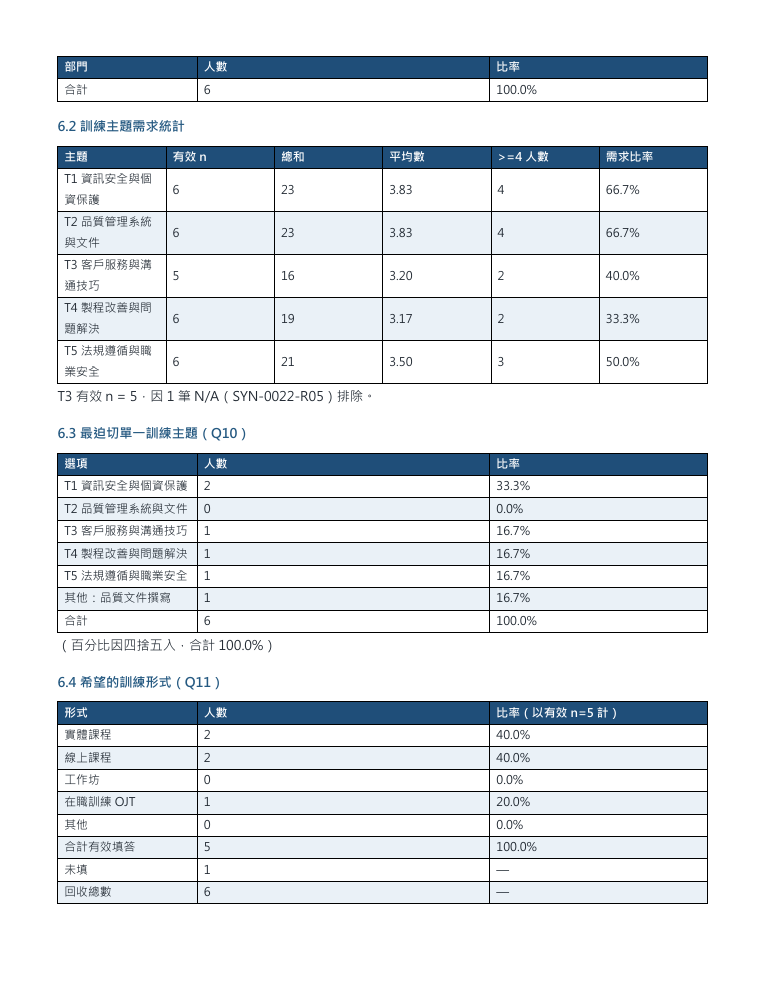 部門 人數 比率
合計 6 100.0%
6.2 訓練主題需求統計
主題 有效 n 總和 平均數 >=4 人數 需求比率
T1 資訊安全與個
資保護 6 23 3.83 4 66.7%
T2 品質管理系統
與文件 6 23 3.83 4 66.7%
T3 客戶服務與溝
通技巧 5 16 3.20 2 40.0%
T4 製程改善與問
題解決 6 19 3.17 2 33.3%
T5 法規遵循與職
業安全 6 21 3.50 3 50.0%
T3 有效 n = 5，因 1 筆 N/A（SYN-0022-R05）排除。
6.3 最迫切單一訓練主題（Q10）
選項 人數 比率
T1 資訊安全與個資保護 2 33.3%
T2 品質管理系統與文件 0 0.0%
T3 客戶服務與溝通技巧 1 16.7%
T4 製程改善與問題解決 1 16.7%
T5 法規遵循與職業安全 1 16.7%
其他：品質文件撰寫 1 16.7%
合計 6 100.0%
（百分比因四捨五入，合計 100.0%）
6.4 希望的訓練形式（Q11）
形式 人數 比率（以有效 n=5 計）
實體課程 2 40.0%
線上課程 2 40.0%
工作坊 0 0.0%
在職訓練 OJT 1 20.0%
其他 0 0.0%
合計有效填答 5 100.0%
未填 1 —
回收總數 6 —